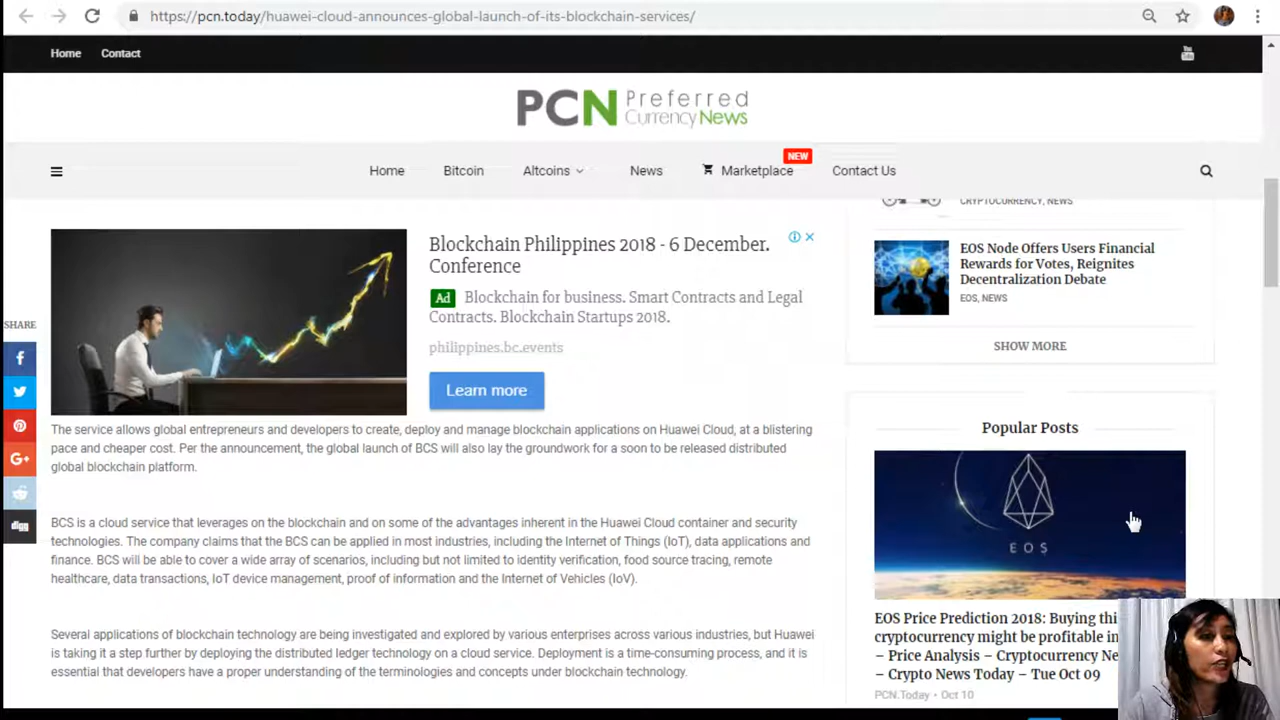 https://pcn.today/huawei-cloud-announces-global-launch-of-its-blockchain-services/
Home Contact
You Tube
PCN Preferred Currency News
Home Bitcoin Altcoins News Marketplace NEW Contact Us
SHARE
digg
Blockchain Philippines 2018 - 6 December.
Conference
Ad Blockchain for business. Smart Contracts and Legal
Contracts. Blockchain Startups 2018.
philippines.bc.events
Learn more
The service allows global entrepreneurs and developers to create, deploy and manage blockchain applications on Huawei Cloud, at a blistering
pace and cheaper cost. Per the announcement, the global launch of BCS will also lay the groundwork for a soon to be released distributed
global blockchain platform.
BCS is a cloud service that leverages on the blockchain and on some of the advantages inherent in the Huawei Cloud container and security
technologies. The company claims that the BCS can be applied in most industries, including the Internet of Things (IoT), data applications and
finance. BCS will be able to cover a wide array of scenarios, including but not limited to identity verification, food source tracing, remote
healthcare, data transactions, IoT device management, proof of information and the Internet of Vehicles (IoV).
Several applications of blockchain technology are being investigated and explored by various enterprises across various industries, but Huawei
is taking it a step further by deploying the distributed ledger technology on a cloud service. Deployment is a time-consuming process, and it is
essential that developers have a proper understanding of the terminologies and concepts under blockchain technology.
CRYPTOCURRENCY, NEWS
EOS Node Offers Users Financial
Rewards for Votes, Reignites
Decentralization Debate
EOS, NEWS
SHOW MORE
Popular Posts
EOS
EOS Price Prediction 2018: Buying thi
cryptocurrency might be profitable in
– Price Analysis – Cryptocurrency Ne
– Crypto News Today – Tue Oct 09
PCN.Today • Oct 10